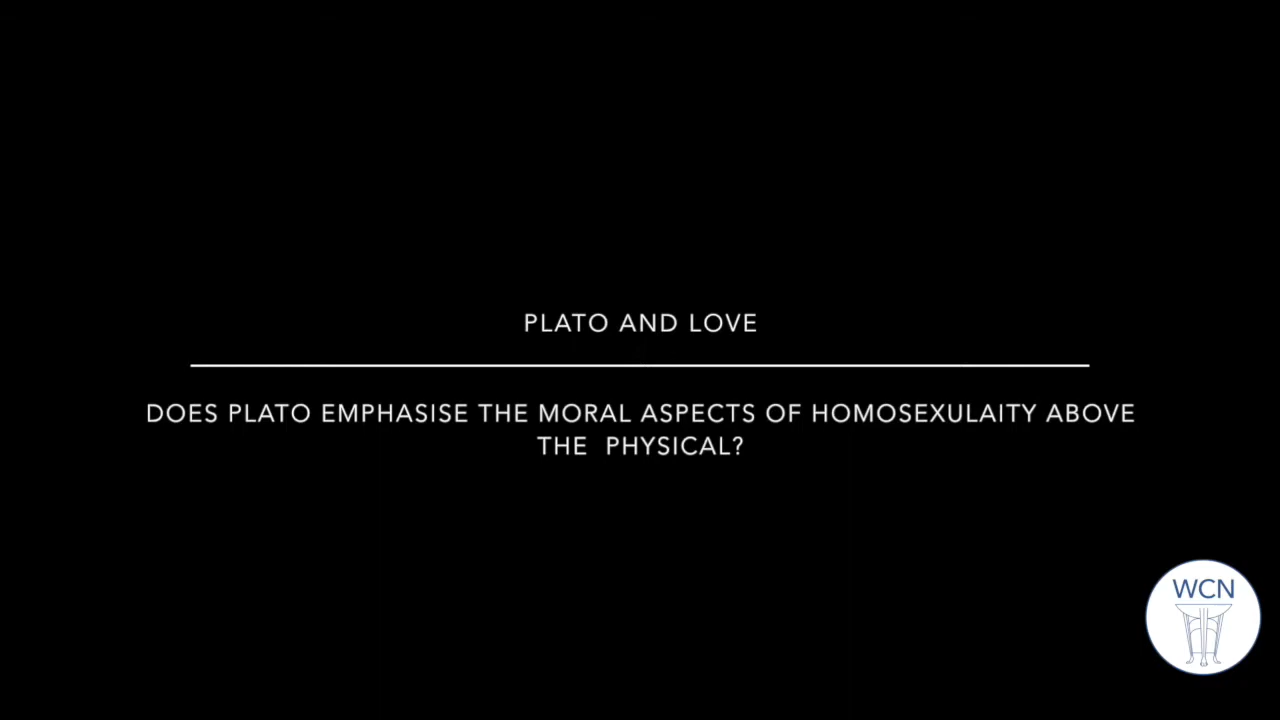 PLATO AND LOVE
DOES PLATO EMPHASISE THE MORAL ASPECTS OF HOMOSEXULAITY ABOVE
THE PHYSICAL?
WCN